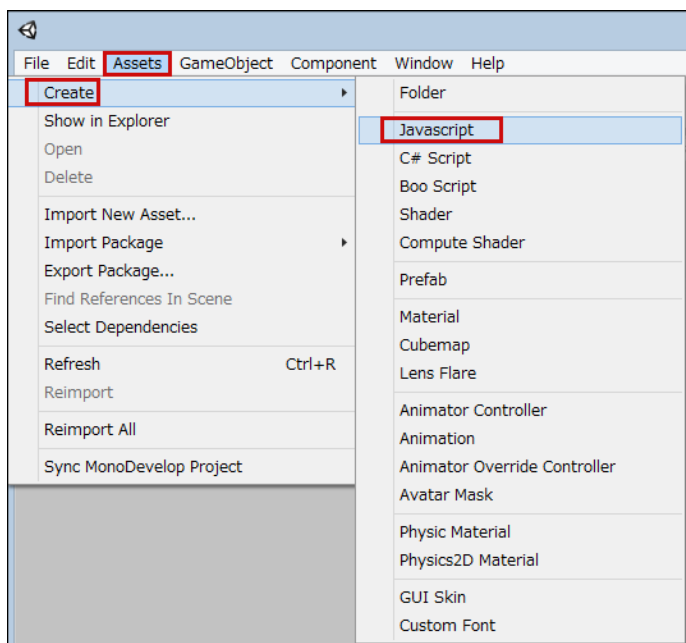 File Edit Assets GameObject Component Window Help
Create
Show in Explorer
Open
Delete
Import New Asset...
Import Package
Export Package...
Find References In Scene
Select Dependencies
Refresh Ctrl+R
Reimport
Reimport All
Sync MonoDevelop Project
Folder
Javascript
C# Script
Boo Script
Shader
Compute Shader
Prefab
Material
Cubemap
Lens Flare
Animator Controller
Animation
Animator Override Controller
Avatar Mask
Physic Material
Physics2D Material
GUI Skin
Custom Font